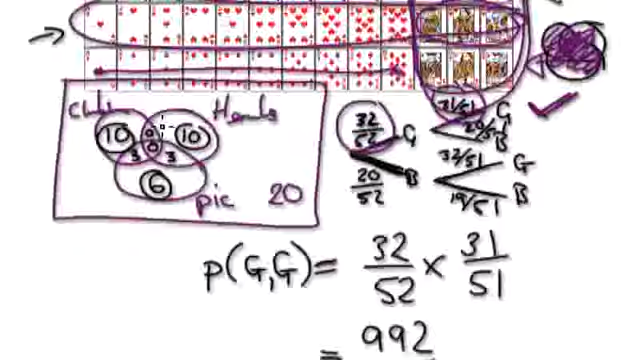 clubs Hearts
10 0 10
3 0 3
6
pic 20
32/52 G 31/51 G
20/51 B
20/52 B 32/51 G
19/51 B
p(G,G) = 32/52 × 31/51
= 992